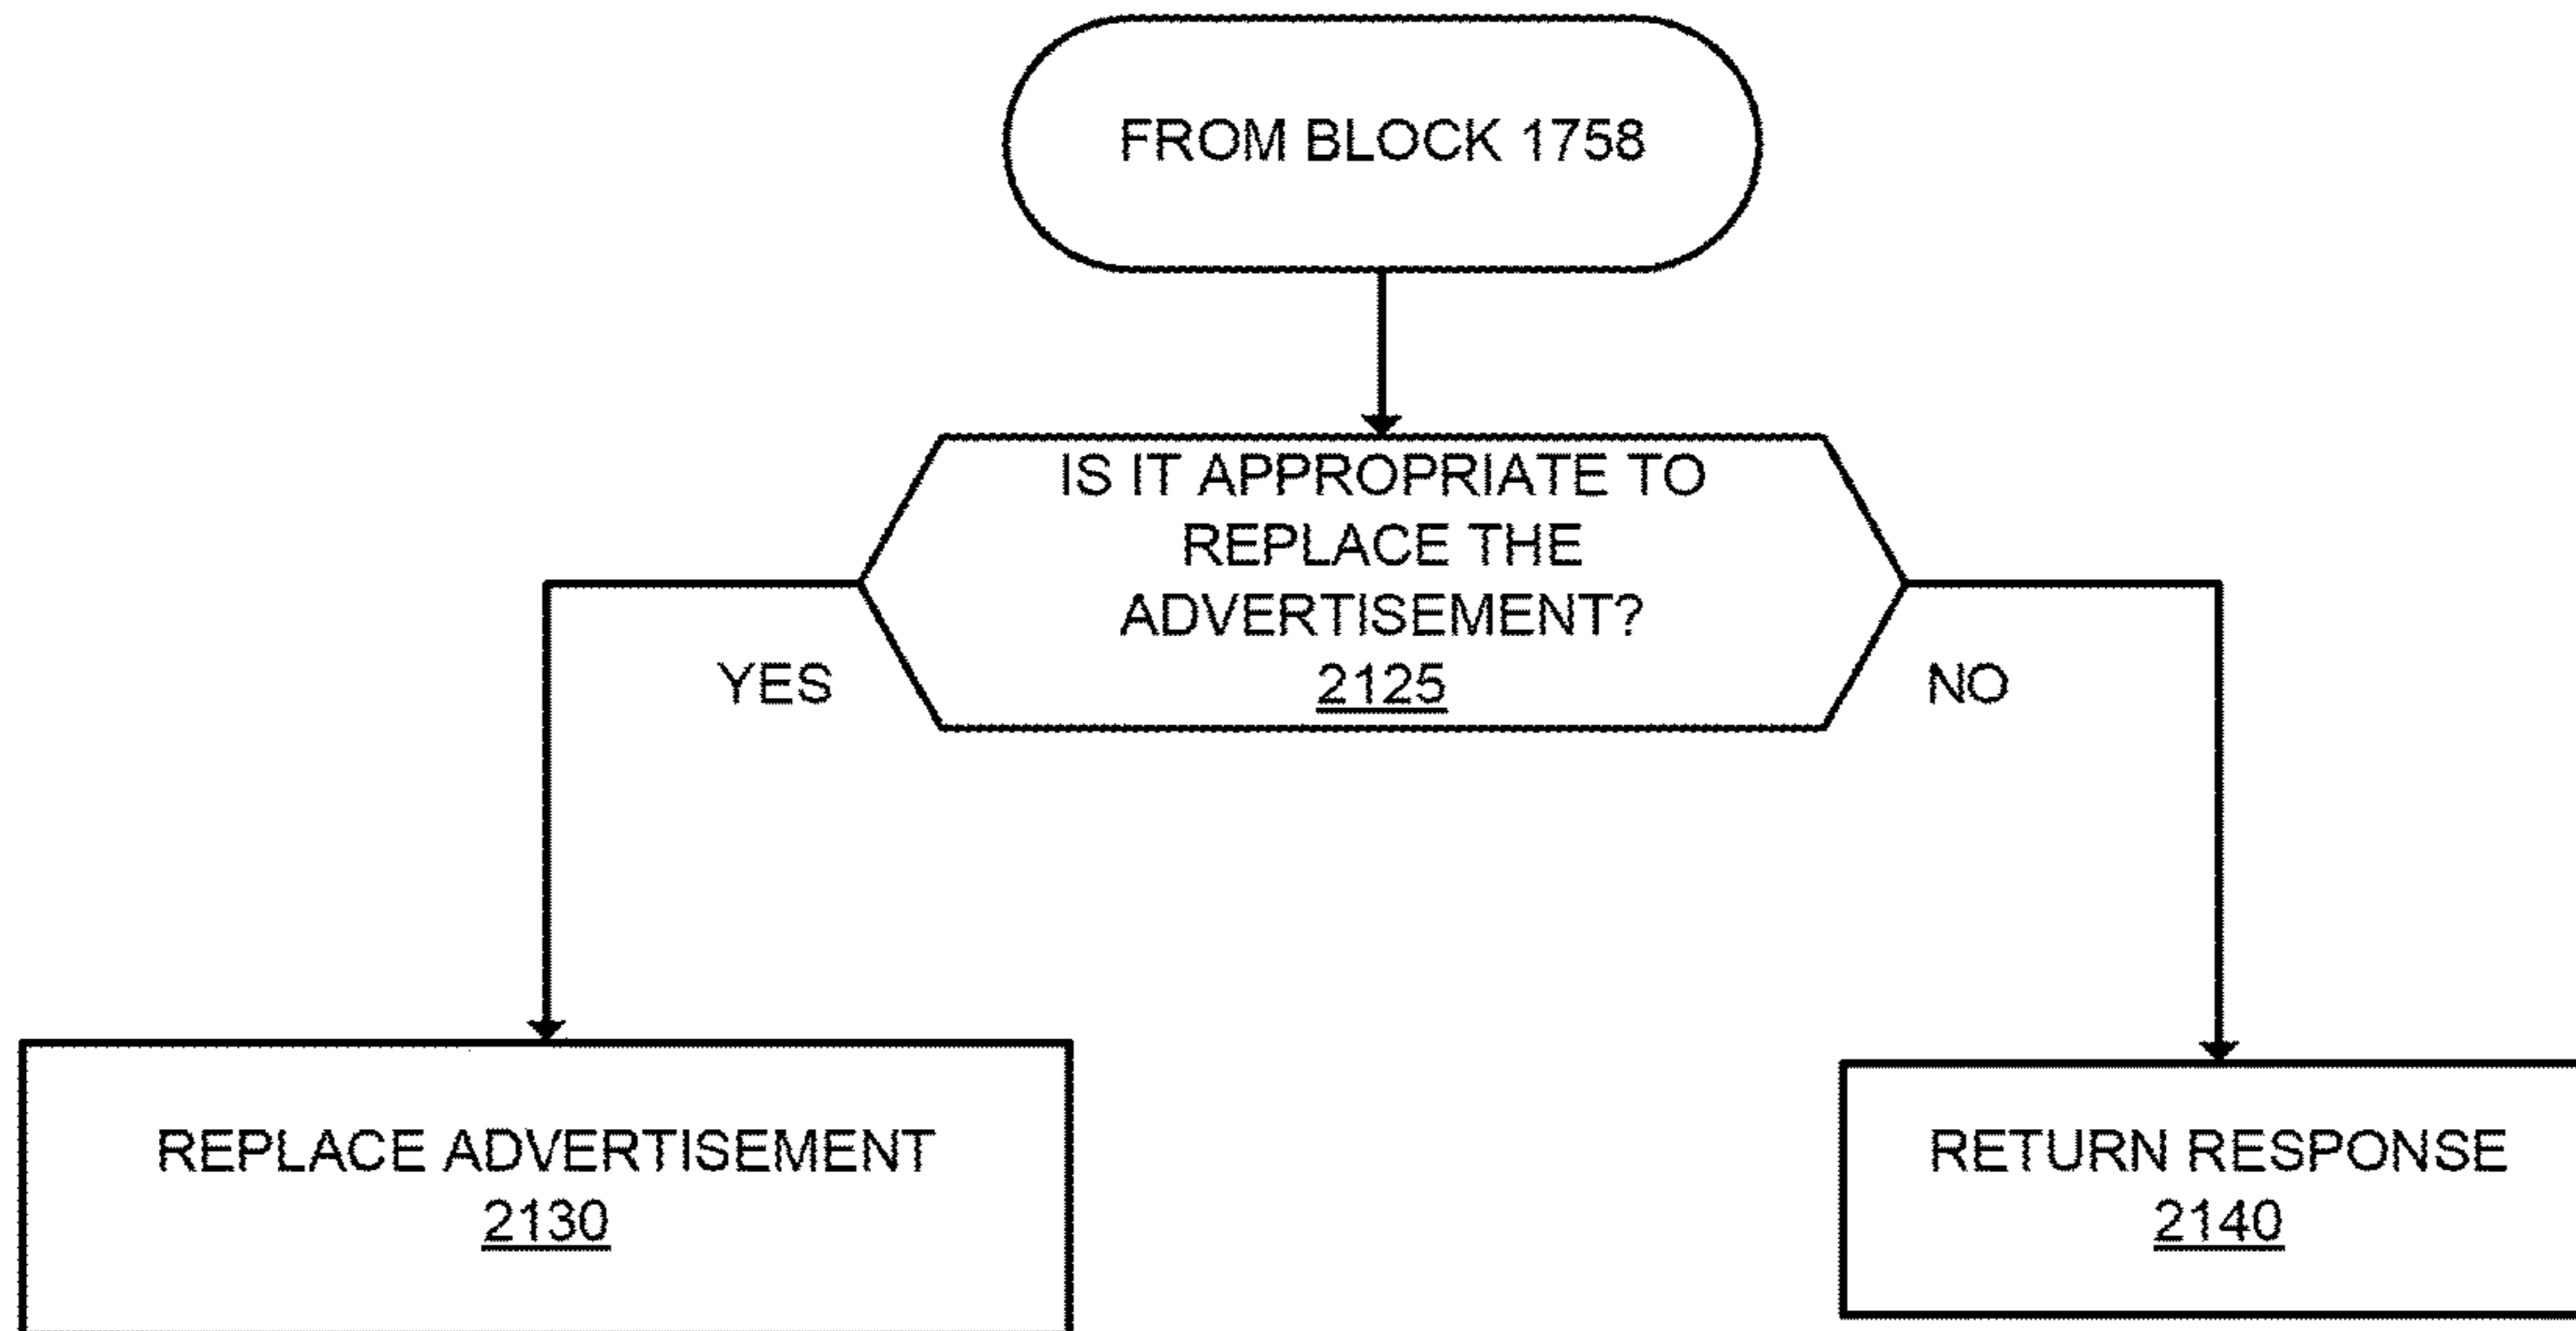 FROM BLOCK 1758
IS IT APPROPRIATE TO
REPLACE THE
ADVERTISEMENT?
2125
YES
NO
REPLACE ADVERTISEMENT
2130
RETURN RESPONSE
2140